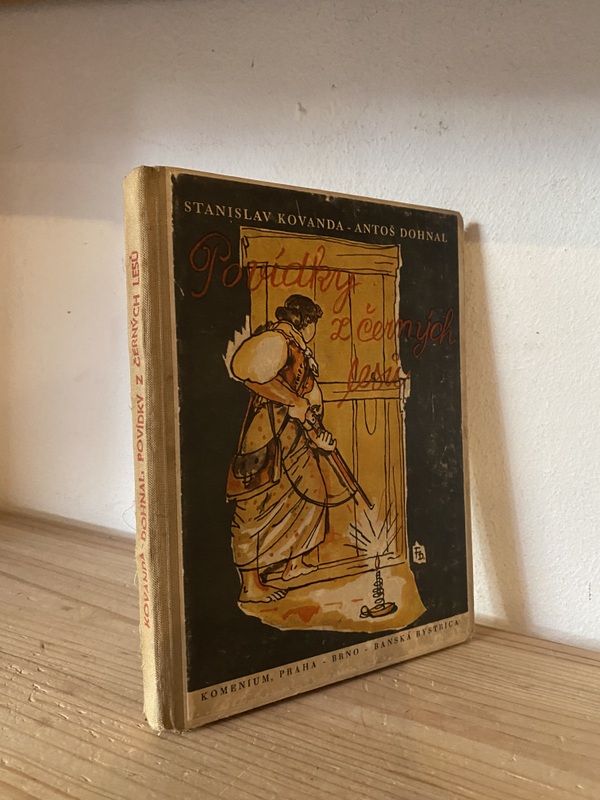 STANISLAV KOVANDA - ANTOŠ DOHNAL
Povídky
z černých
lesů
KOMENIUM, PRAHA - BRNO - BANSKÁ BYSTRICA
KOVANDA - DOHNAL: POVÍDKY Z ČERNÝCH LESŮ